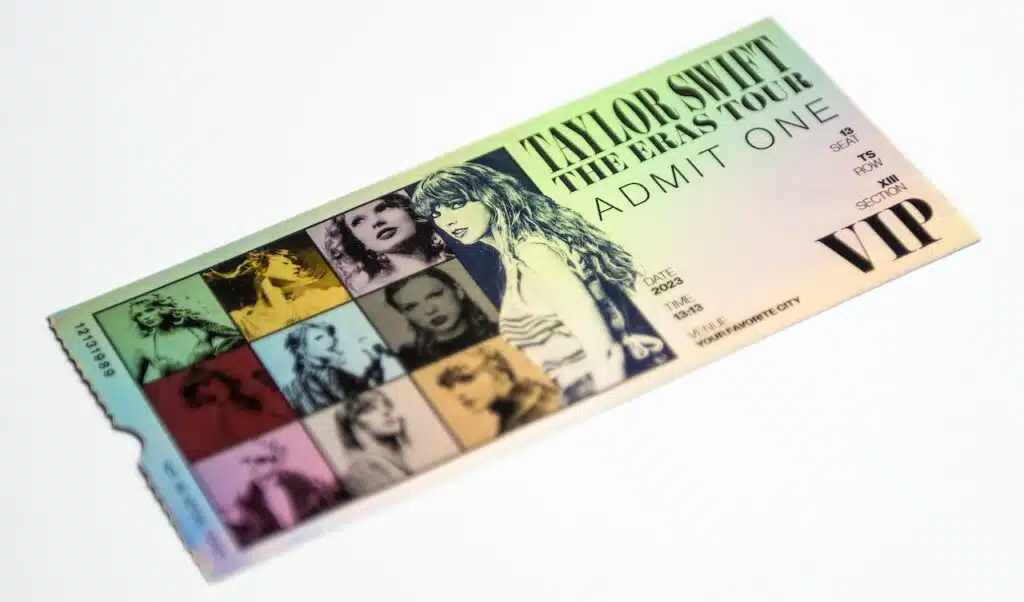 12131989
TAYLOR SWIFT
THE ERAS TOUR
ADMIT ONE
DATE
2023
TIME
13:13
VENUE
YOUR FAVORITE CITY
13
SEAT
TS
ROW
XIII
SECTION
VIP